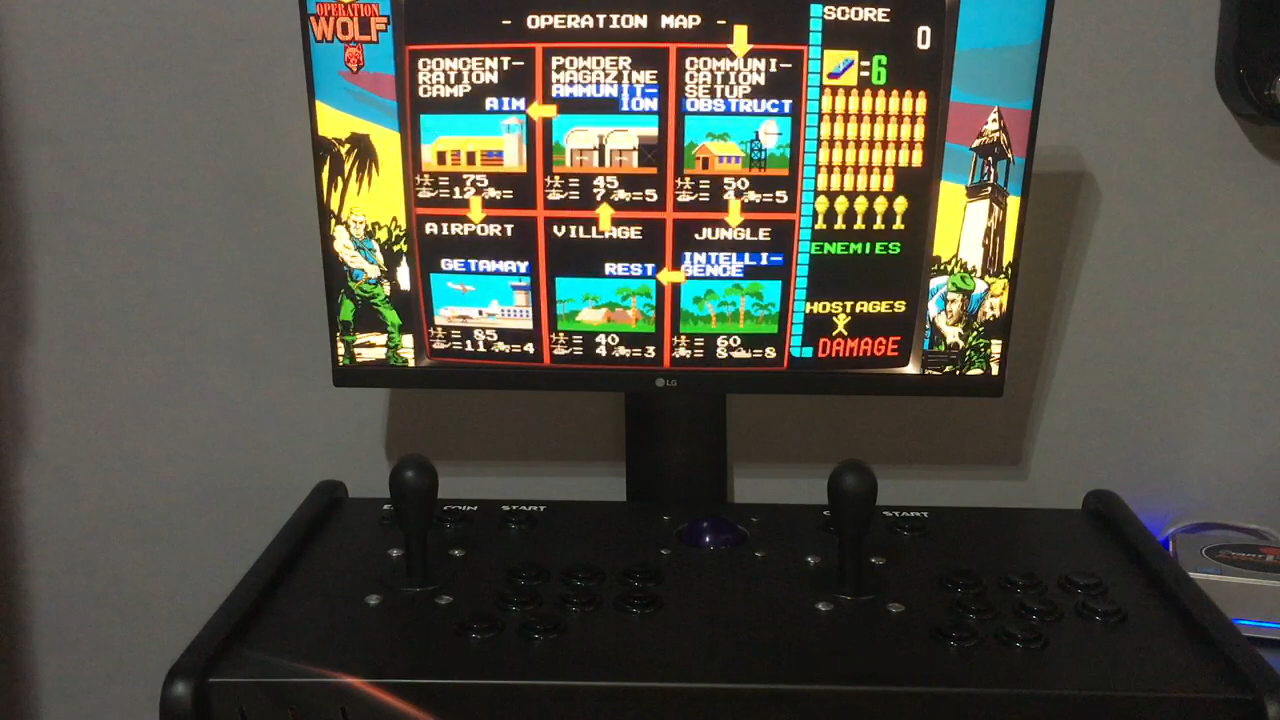 OPERATION
WOLF
- OPERATION MAP -
CONCENT-
RATION
CAMP
AIM
= 75
=12 =
POWDER
MAGAZINE
AMMUNIT-
ION
= 45
= 7 =5
COMMUNI-
CATION
SETUP
OBSTRUCT
= 50
= 4 =5
AIRPORT
GETAWAY
= 85
=11 =4
VILLAGE
REST
= 40
= 4 =3
JUNGLE
INTELLI-
GENCE
= 60
= 8 =8
SCORE
0
=6
ENEMIES
HOSTAGES
DAMAGE
LG
COIN START
START